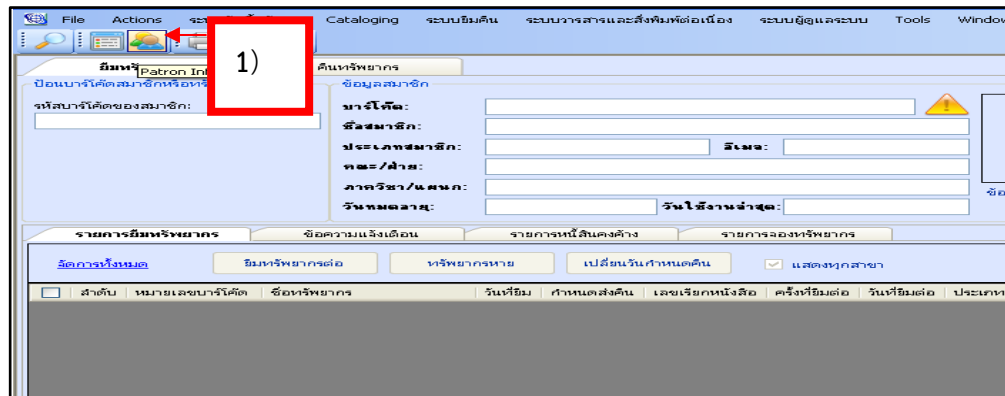 File Actions Cataloging ระบบยืมคืน ระบบวารสารและสิ่งพิมพ์ต่อเนื่อง ระบบผู้ดูแลระบบ Tools Window
1)
Patron Inf
คืนทรัพยากร
ป้อนบาร์โค้ดสมาชิกหรือทรั
ข้อมูลสมาชิก
รหัสบาร์โค้ดของสมาชิก:
บาร์โค๊ต:
ชื่อสมาชิก:
ประเภทสมาชิก: อีเมล:
คณะ/ฝ่าย:
ภาควิชา/แผนก:
วันหมดอายุ: วันใช้งานล่าสุด:
ข้อ
รายการยืมทรัพยากร ข้อความแจ้งเตือน รายการหนี้สินคงค้าง รายการจองทรัพยากร
จัดการทั้งหมด ยืมทรัพยากรต่อ ทรัพยากรหาย เปลี่ยนวันกำหนดคืน แสดงทุกสาขา
ลำดับ หมายเลขบาร์โค้ด ชื่อทรัพยากร วันที่ยืม กำหนดส่งคืน เลขเรียกหนังสือ ครั้งที่ยืมต่อ วันที่ยืมต่อ ประเภท